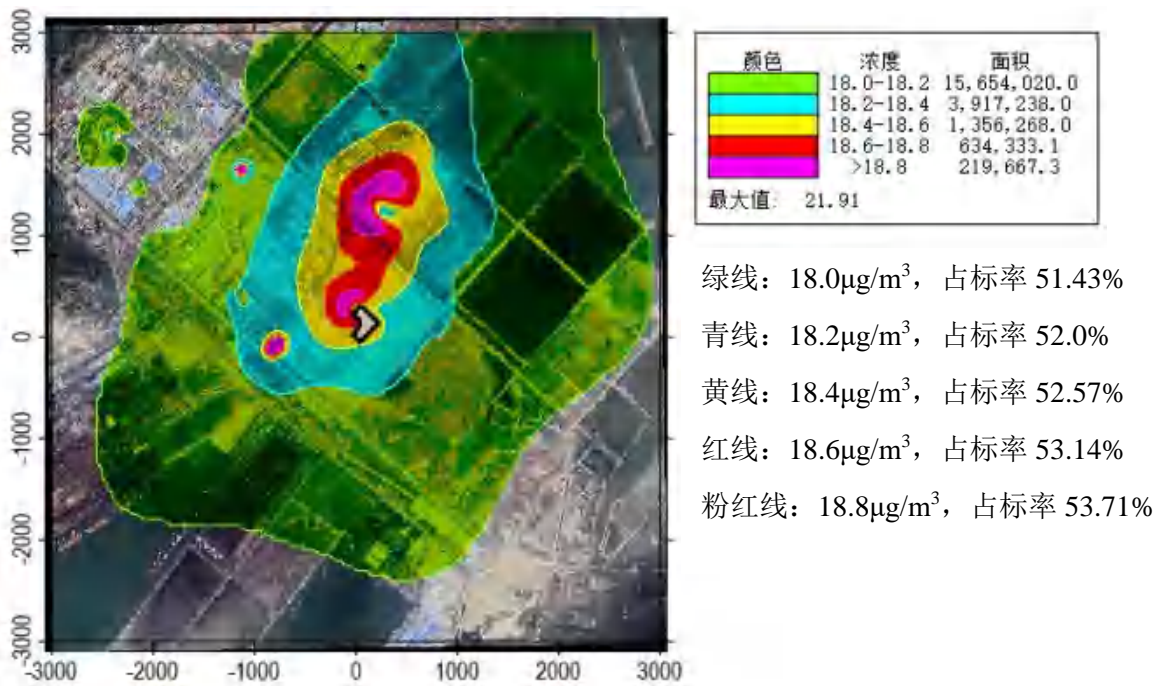 3000
2000
1000
0
-1000
-2000
-3000
-3000 -2000 -1000 0 1000 2000 3000
颜色 浓度 面积
18.0-18.2 15,654,020.0
18.2-18.4 3,917,238.0
18.4-18.6 1,356,268.0
18.6-18.8 634,333.1
>18.8 219,667.3
最大值: 21.91
绿线：18.0μg/m³，占标率 51.43%
青线：18.2μg/m³，占标率 52.0%
黄线：18.4μg/m³，占标率 52.57%
红线：18.6μg/m³，占标率 53.14%
粉红线：18.8μg/m³，占标率 53.71%